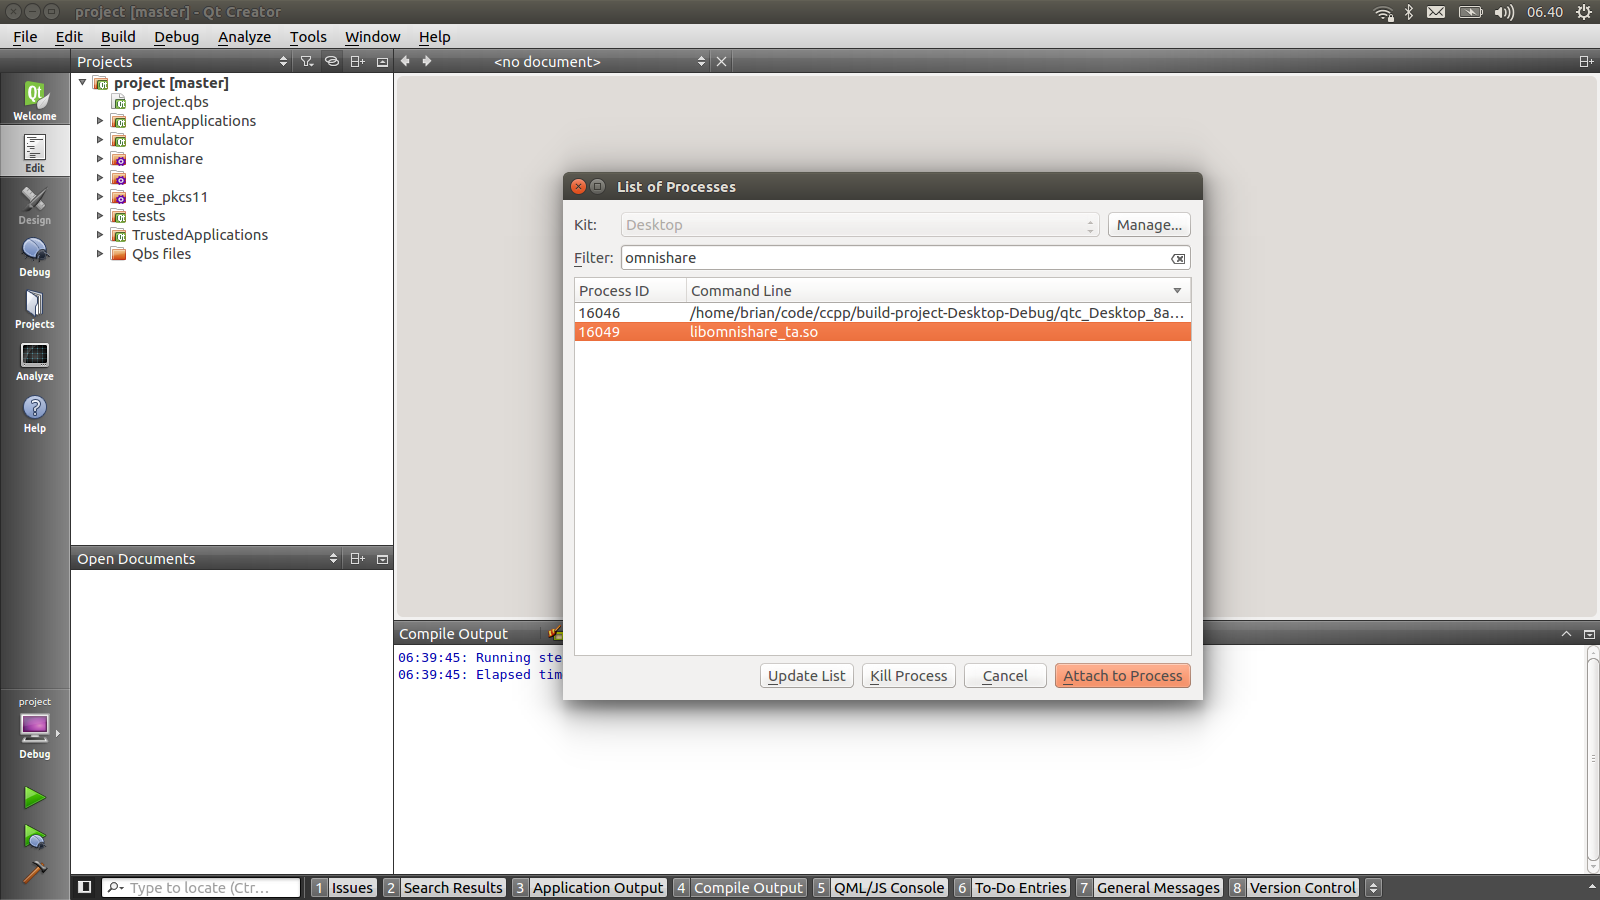 project [master] - Qt Creator
06.40
File Edit Build Debug Analyze Tools Window Help
Projects
<no document>
Welcome
Edit
Design
Debug
Projects
Analyze
Help
project
Debug
project [master]
project.qbs
ClientApplications
emulator
omnishare
tee
tee_pkcs11
tests
TrustedApplications
Qbs files
Open Documents
List of Processes
Kit: Desktop Manage...
Filter: omnishare
Process ID Command Line
16046 /home/brian/code/ccpp/build-project-Desktop-Debug/qtc_Desktop_8a...
16049 libomnishare_ta.so
Update List Kill Process Cancel Attach to Process
Compile Output
06:39:45: Running ste
06:39:45: Elapsed tim
Type to locate (Ctr... 1 Issues 2 Search Results 3 Application Output 4 Compile Output 5 QML/JS Console 6 To-Do Entries 7 General Messages 8 Version Control